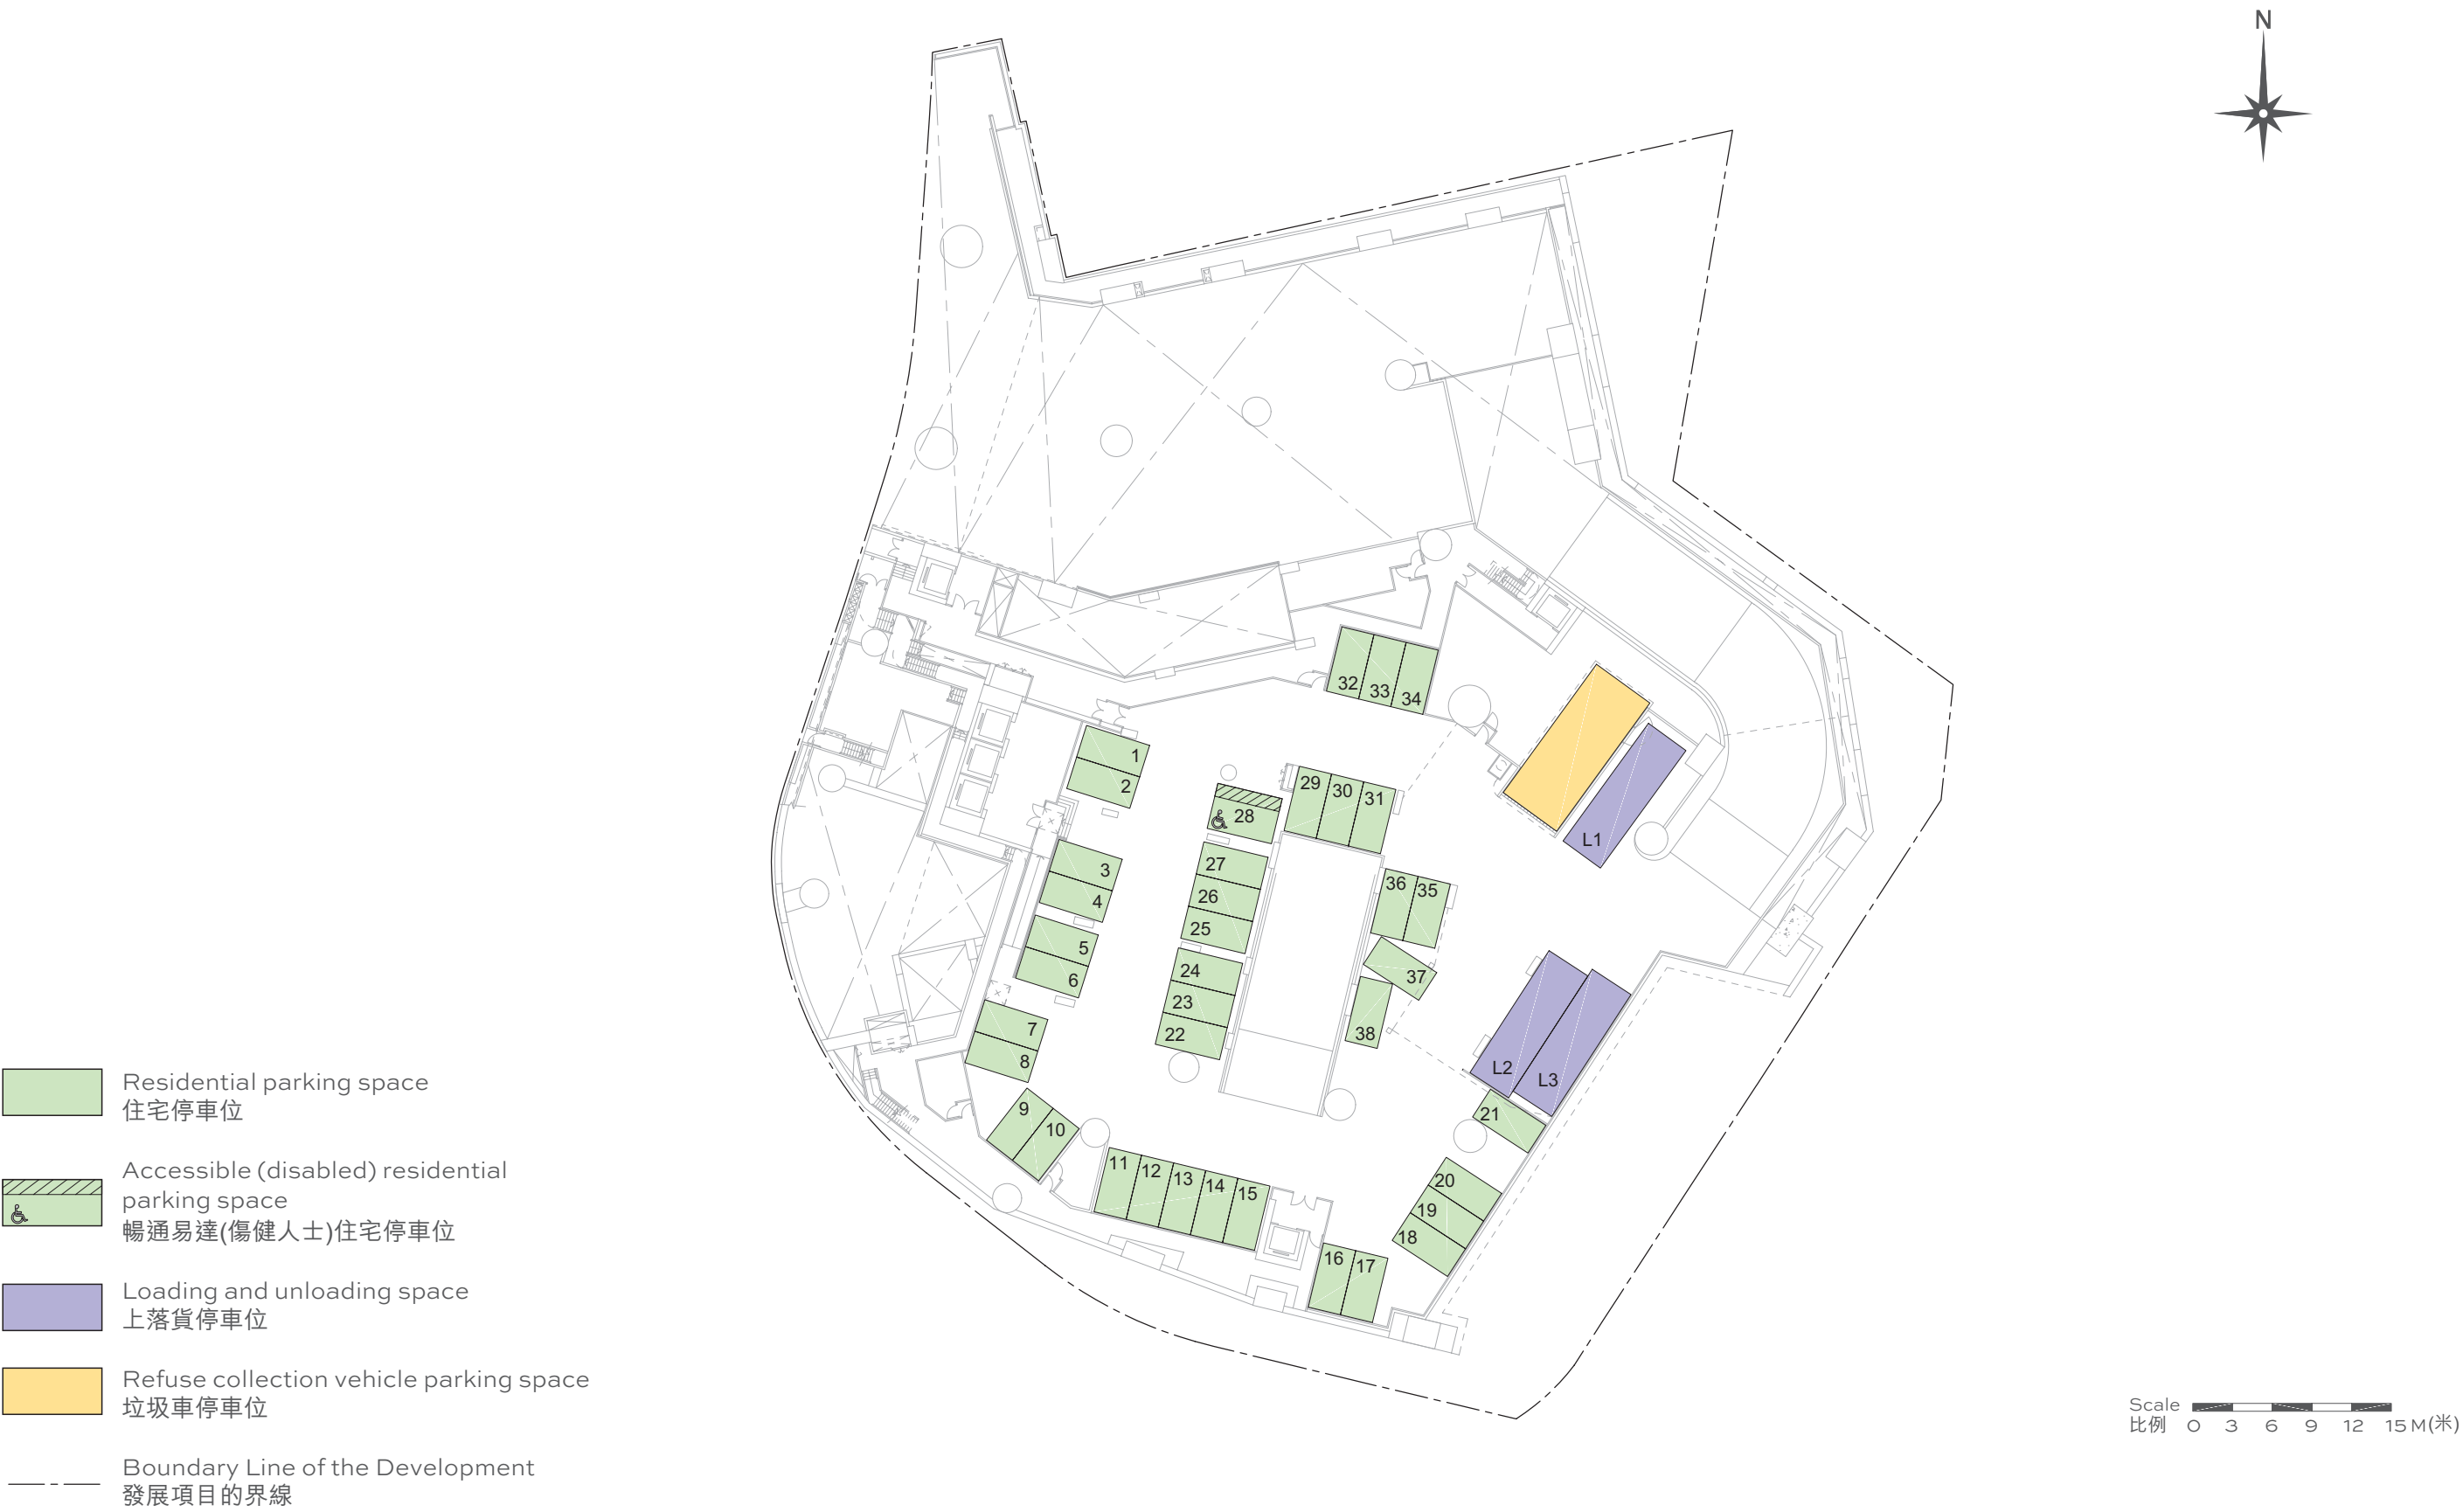 N
32 33 34
1
2
28
29 30 31
L1
3
4
27
26
25
36 35
5
6
24
23
22
37
38
7
8
L2 L3
9
10
21
11 12 13 14 15
20
19
18
16 17
Residential parking space
住宅停車位
Accessible (disabled) residential
parking space
暢通易達(傷健人士)住宅停車位
Loading and unloading space
上落貨停車位
Refuse collection vehicle parking space
垃圾車停車位
Boundary Line of the Development
發展項目的界線
Scale
比例 0 3 6 9 12 15 M(米)